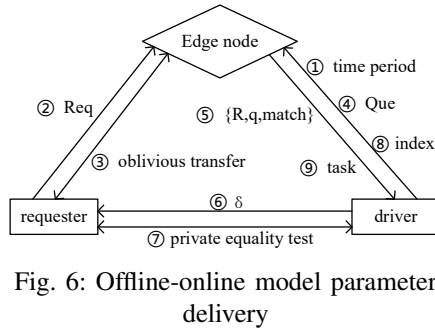 Edge node
① time period
② Req
④ Que
⑤ {R,q,match}
⑧ index
③ oblivious transfer
⑨ task
⑥ δ
requester
driver
⑦ private equality test
Fig. 6: Offline-online model parameter
delivery